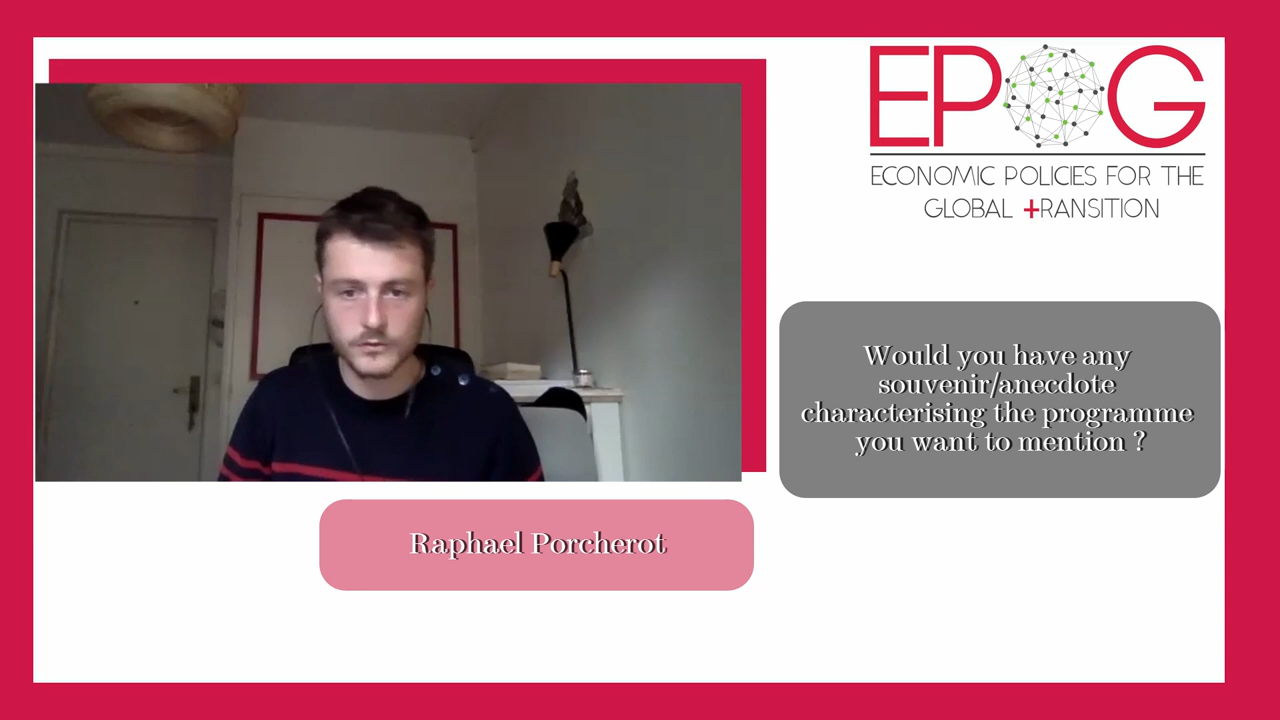 EPOG
ECONOMIC POLICIES FOR THE
GLOBAL +RANSITION
Would you have any
souvenir/anecdote
characterising the programme
you want to mention ?
Raphael Porcherot